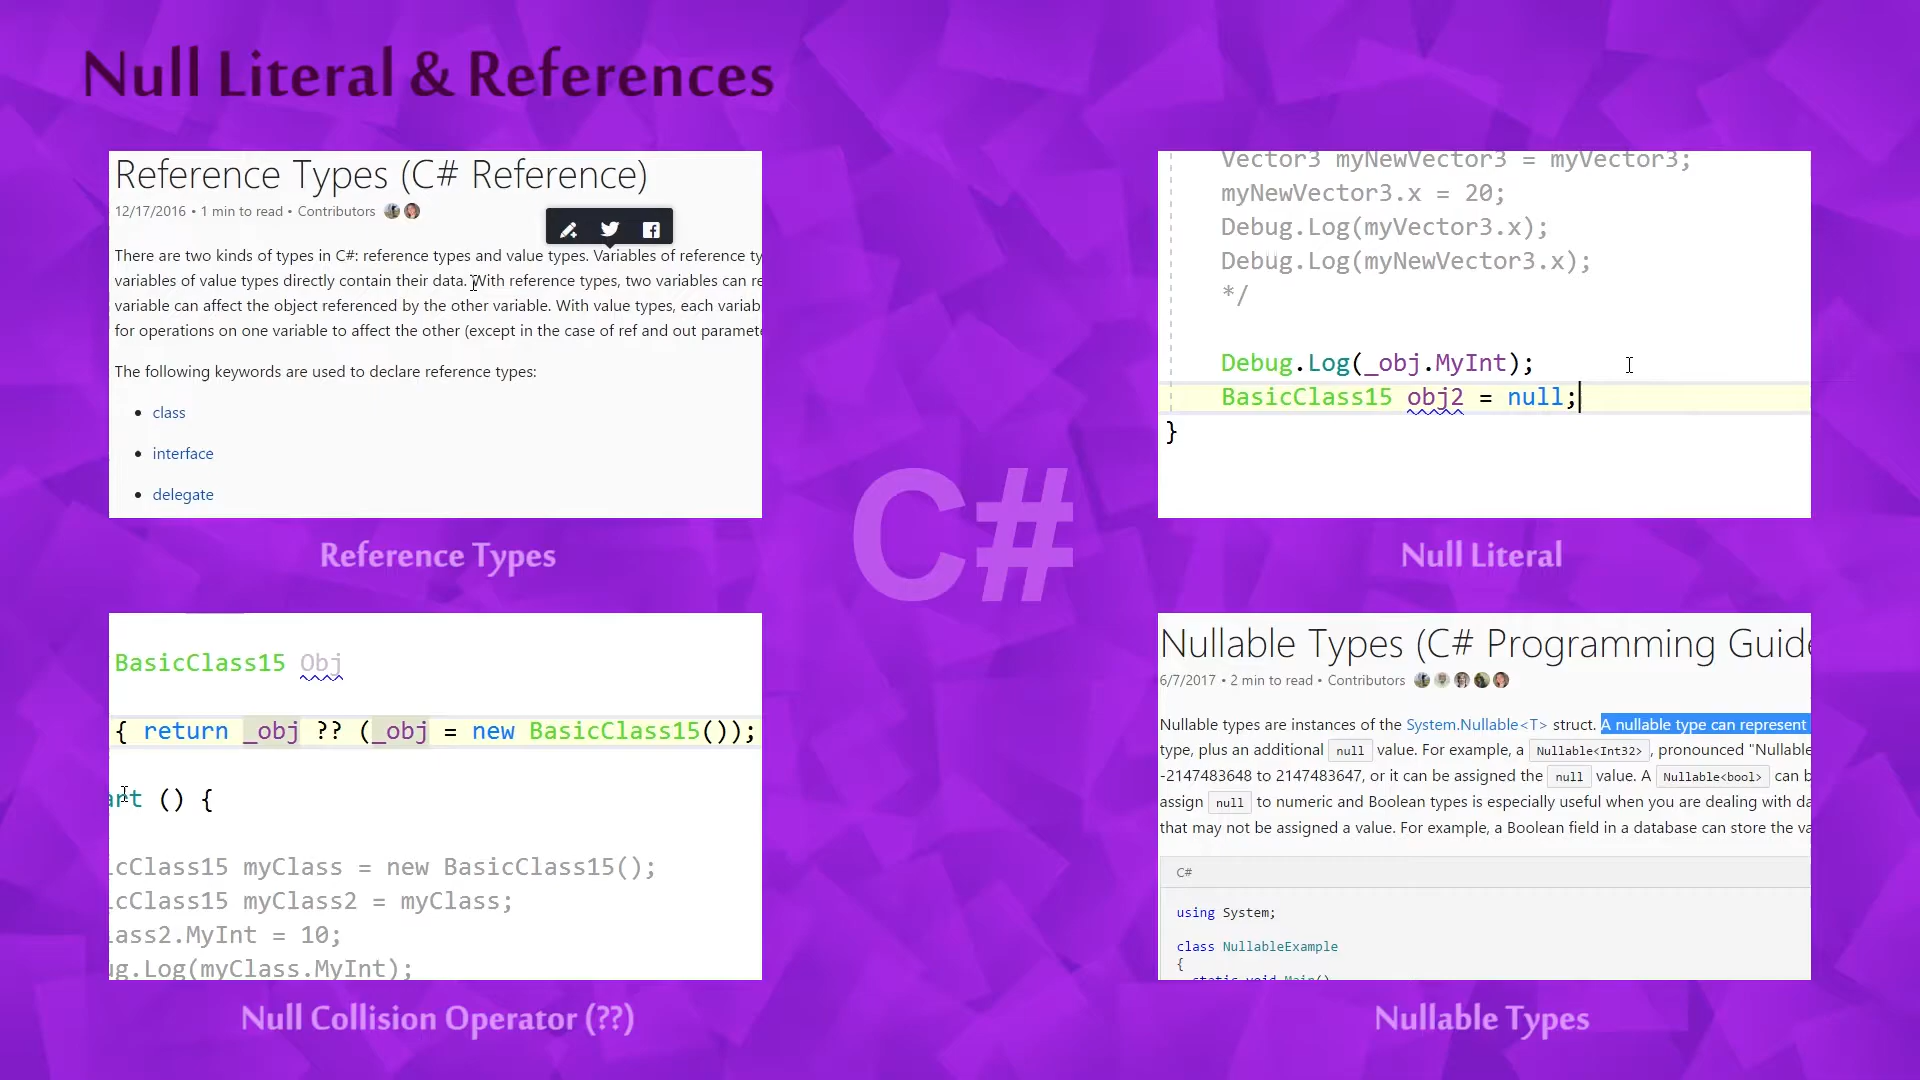 Null Literal & References
Reference Types (C# Reference)
12/17/2016 • 1 min to read • Contributors
There are two kinds of types in C#: reference types and value types. Variables of reference ty
variables of value types directly contain their data. With reference types, two variables can re
variable can affect the object referenced by the other variable. With value types, each variab
for operations on one variable to affect the other (except in the case of ref and out paramete
The following keywords are used to declare reference types:
• class
• interface
• delegate
Reference Types
Vector3 myNewVector3 = myVector3;
myNewVector3.x = 20;
Debug.Log(myVector3.x);
Debug.Log(myNewVector3.x);
*/
Debug.Log(_obj.MyInt);
BasicClass15 obj2 = null;
}
Null Literal
C#
BasicClass15 Obj
{ return _obj ?? (_obj = new BasicClass15());
art () {
icClass15 myClass = new BasicClass15();
icClass15 myClass2 = myClass;
lass2.MyInt = 10;
ug.Log(myClass.MyInt);
Null Collision Operator (??)
Nullable Types (C# Programming Guide
6/7/2017 • 2 min to read • Contributors
Nullable types are instances of the System.Nullable<T> struct. A nullable type can represent
type, plus an additional null value. For example, a Nullable<Int32>, pronounced "Nullable
-2147483648 to 2147483647, or it can be assigned the null value. A Nullable<bool> can b
assign null to numeric and Boolean types is especially useful when you are dealing with da
that may not be assigned a value. For example, a Boolean field in a database can store the va
C#
using System;
class NullableExample
{
static void Main()
Nullable Types